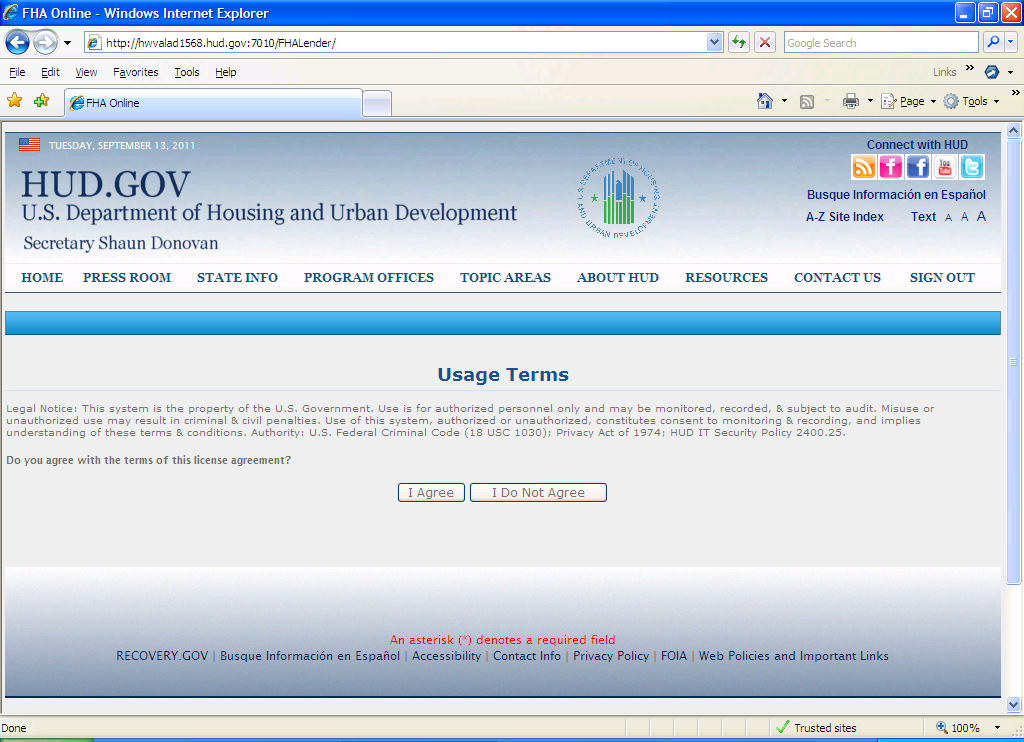 FHA Online - Windows Internet Explorer
http://hwvalad1568.hud.gov:7010/FHALender/
Google Search
File Edit View Favorites Tools Help
Links »
FHA Online
Page Tools »
TUESDAY, SEPTEMBER 13, 2011
Connect with HUD
You Tube
HUD.GOV
U.S. Department of Housing and Urban Development
Secretary Shaun Donovan
U.S. DEPARTMENT OF HOUSING AND URBAN DEVELOPMENT
Busque Información en Español
A-Z Site Index Text A A A
HOME PRESS ROOM STATE INFO PROGRAM OFFICES TOPIC AREAS ABOUT HUD RESOURCES CONTACT US SIGN OUT
Usage Terms
Legal Notice: This system is the property of the U.S. Government. Use is for authorized personnel only and may be monitored, recorded, & subject to audit. Misuse or
unauthorized use may result in criminal & civil penalties. Use of this system, authorized or unauthorized, constitutes consent to monitoring & recording, and implies
understanding of these terms & conditions. Authority: U.S. Federal Criminal Code (18 USC 1030); Privacy Act of 1974; HUD IT Security Policy 2400.25.
Do you agree with the terms of this license agreement?
I Agree I Do Not Agree
An asterisk (*) denotes a required field
RECOVERY.GOV | Busque Información en Español | Accessibility | Contact Info | Privacy Policy | FOIA | Web Policies and Important Links
Done
Trusted sites
100%